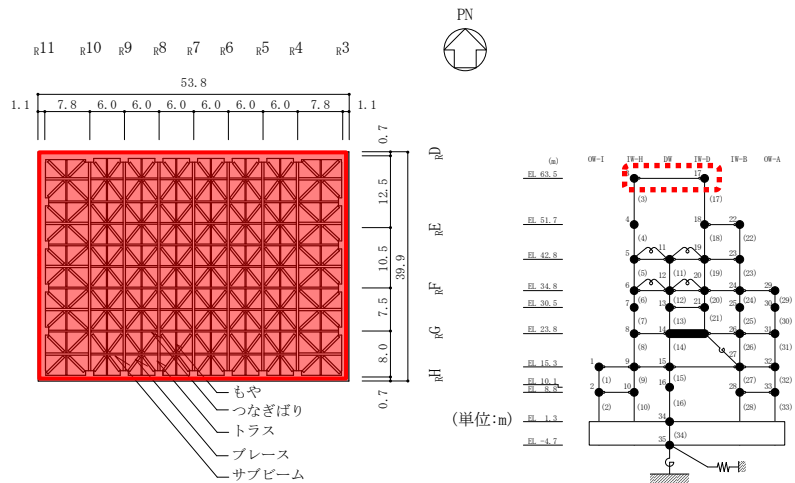 PN
R11 R10 R9 R8 R7 R6 R5 R4 R3
53.8
1.1 7.8 6.0 6.0 6.0 6.0 6.0 6.0 7.8 1.1
RD
RE
RF
RG
RH
0.7
12.5
10.5
7.5
8.0
0.7
39.9
もや
つなぎばり
トラス
ブレース
サブビーム
(単位:m)
(m) OW-I IW-H DW IW-D IW-B OW-A
EL 63.5 17
(3) (17)
EL 51.7 4 18 22
(4) (18) (22)
EL 42.8 5 11 19 23
(5) (11) (19) (23)
EL 34.8 6 12 20 24 29
(6) (12) (20) (24) (29)
EL 30.5 7 13 21 25 30
(7) (13) (21) (25) (30)
EL 23.8 8 14 26 31
(8) (14) (26) (31)
EL 15.3 1 9 15 27 32
(1) (9) (15) (27) (32)
EL 10.1 16
EL 8.8 2 10 28 33
(2) (10) (16) (28) (33)
EL 1.3 34
(34)
EL -4.7 35